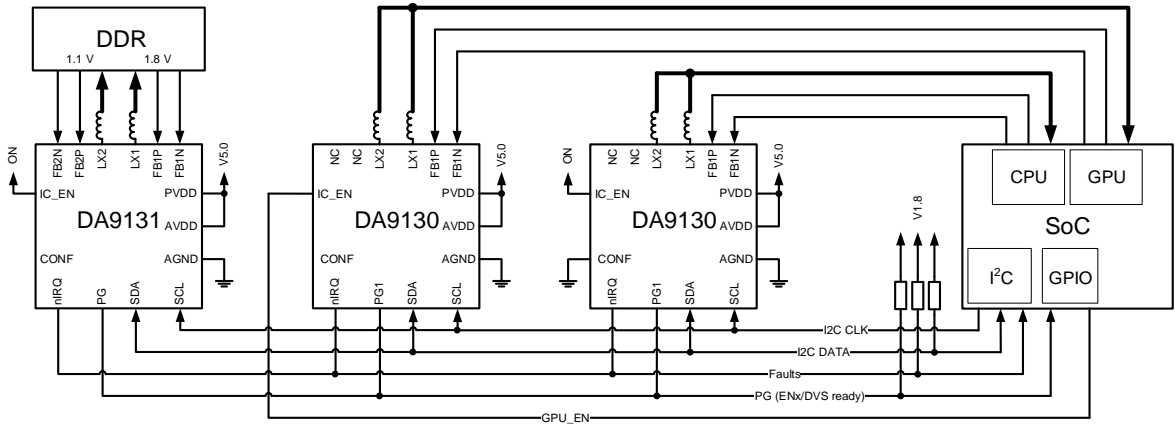 DDR
1.1 V
1.8 V
ON
FB2N
FB2P
LX2
LX1
FB1P
FB1N
V5.0
IC_EN
PVDD
DA9131
AVDD
CONF
AGND
nIRQ
PG
SDA
SCL
NC
NC
LX2
LX1
FB1P
FB1N
V5.0
IC_EN
PVDD
DA9130
AVDD
CONF
AGND
nIRQ
PG1
SDA
SCL
ON
NC
NC
LX2
LX1
FB1P
FB1N
V5.0
IC_EN
PVDD
DA9130
AVDD
CONF
AGND
nIRQ
PG1
SDA
SCL
V1.8
CPU
GPU
SoC
I²C
GPIO
I2C CLK
I2C DATA
Faults
PG (ENx/DVS ready)
GPU_EN